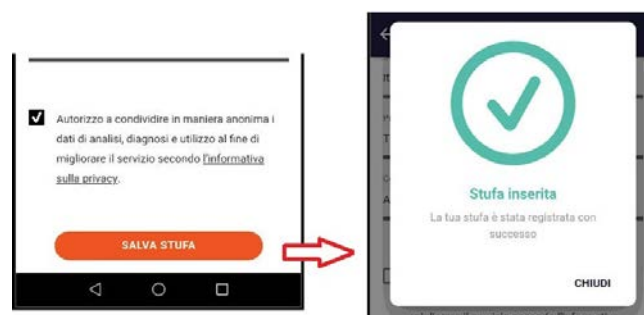 Autorizzo a condividere in maniera anonima i
dati di analisi, diagnosi e utilizzo al fine di
migliorare il servizio secondo l'informativa
sulla privacy.
SALVA STUFA
Stufa inserita
La tua stufa è stata registrata con
successo
CHIUDI